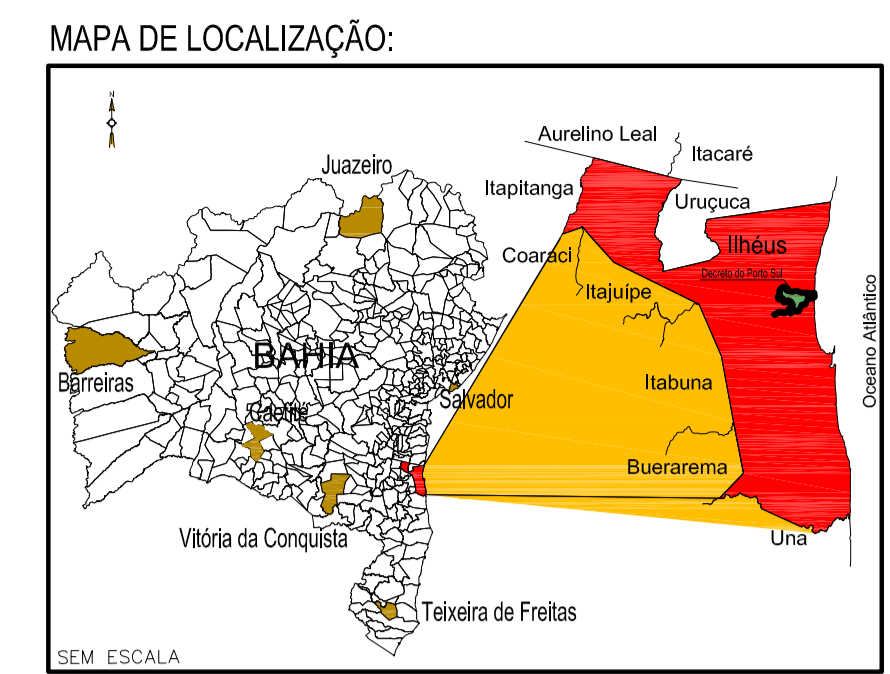 MAPA DE LOCALIZAÇÃO:
N
Aurelino Leal
Itacaré
Juazeiro
Itapitanga
Uruçuca
Ilhéus
Coaraci
Decreto do Porto Sul
Itajuípe
Oceano Atlântico
BAHIA
Barreiras
Itabuna
Salvador
Caetité
Buerarema
Vitória da Conquista
Una
Teixeira de Freitas
SEM ESCALA